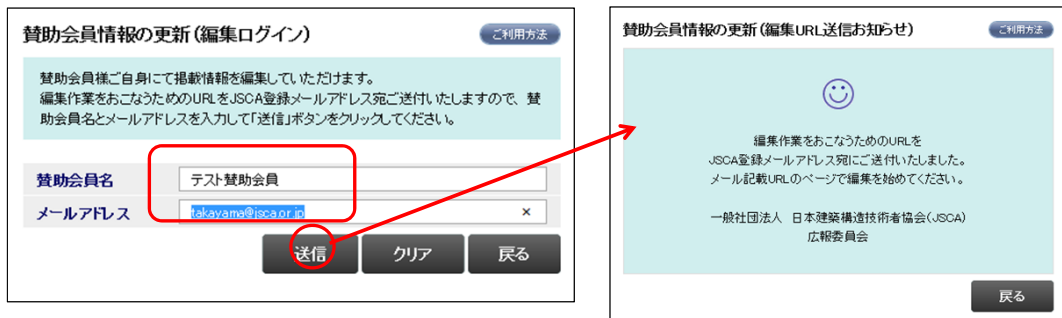 賛助会員情報の更新(編集ログイン)
ご利用方法
賛助会員様ご自身にて掲載情報を編集していただけます。
編集作業をおこなうためのURLをJSCA登録メールアドレス宛ご送付いたしますので、賛
助会員名とメールアドレスを入力して「送信」ボタンをクリックしてください。
賛助会員名
テスト賛助会員
メールアドレス
takayama@jsca.or.jp
×
送信
クリア
戻る
賛助会員情報の更新(編集URL送信お知らせ)
ご利用方法
編集作業をおこなうためのURLを
JSCA登録メールアドレス宛にご送付いたしました。
メール記載URLのページで編集を始めてください。
一般社団法人 日本建築構造技術者協会(JSCA)
広報委員会
戻る